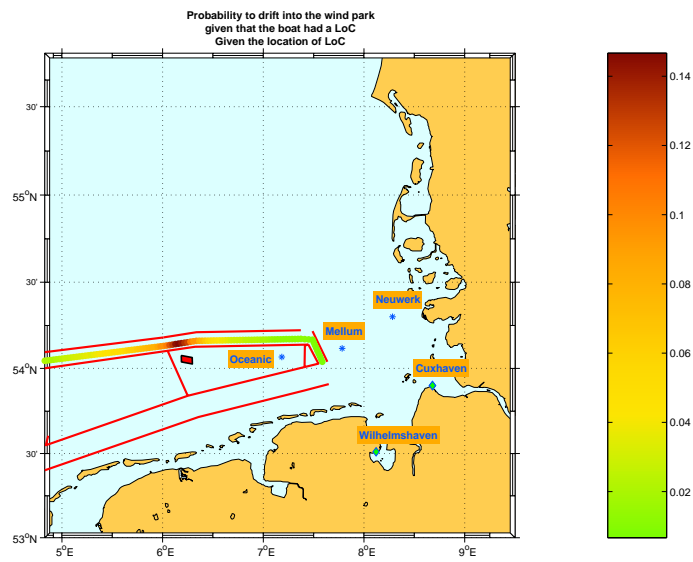 Probability to drift into the wind park
given that the boat had a LoC
Given the location of LoC
30'
55°N
30'
54°N
30'
53°N
5°E
6°E
7°E
8°E
9°E
Neuwerk
Mellum
Oceanic
Cuxhaven
Wilhelmshaven
0.14
0.12
0.1
0.08
0.06
0.04
0.02